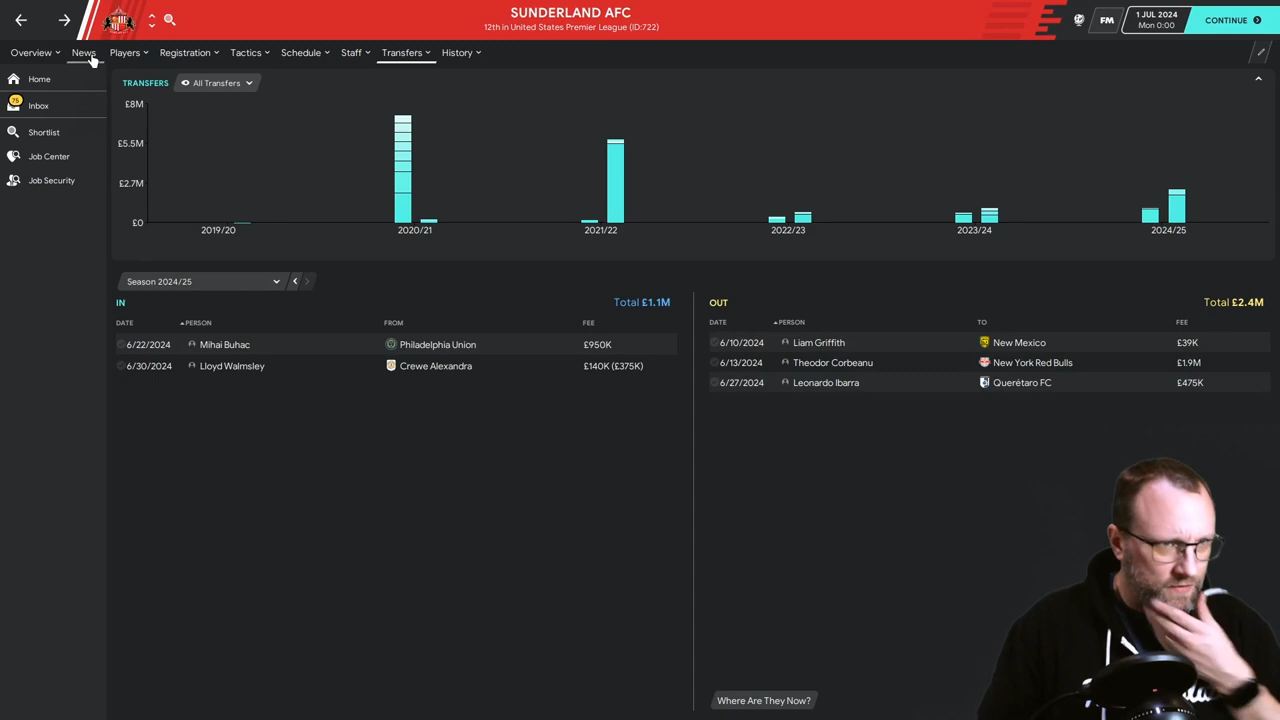 SUNDERLAND AFC
12th in United States Premier League (ID:722)
FM
1 JUL 2024
Mon 0:00
CONTINUE
Overview
News
Players
Registration
Tactics
Schedule
Staff
Transfers
History
Home
75
Inbox
Shortlist
Job Center
Job Security
TRANSFERS
All Transfers
£8M
£5.5M
£2.7M
£0
2019/20
2020/21
2021/22
2022/23
2023/24
2024/25
Season 2024/25
IN
Total £1.1M
DATE PERSON FROM FEE
6/22/2024 Mihai Buhac Philadelphia Union £950K
6/30/2024 Lloyd Walmsley Crewe Alexandra £140K (£375K)
OUT
Total £2.4M
DATE PERSON TO FEE
6/10/2024 Liam Griffith New Mexico £39K
6/13/2024 Theodor Corbeanu New York Red Bulls £1.9M
6/27/2024 Leonardo Ibarra Querétaro FC £475K
Where Are They Now?